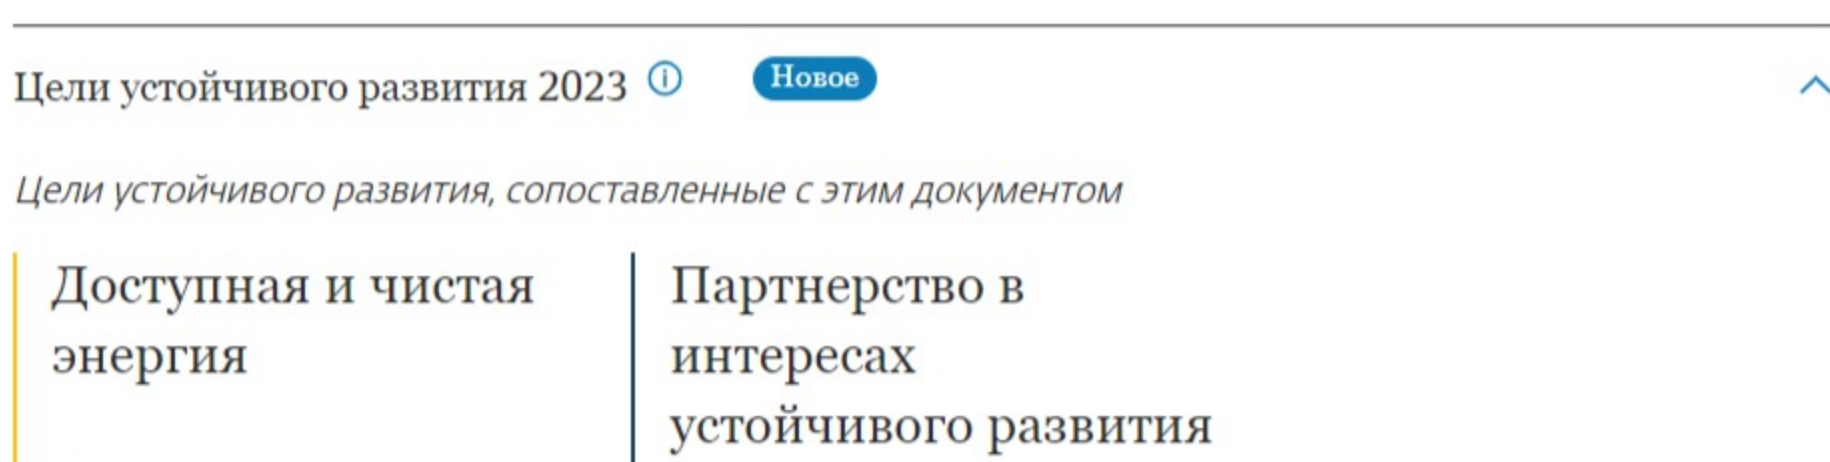 Цели устойчивого развития 2023 Новое
Цели устойчивого развития, сопоставленные с этим документом
Доступная и чистая
энергия
Партнерство в
интересах
устойчивого развития